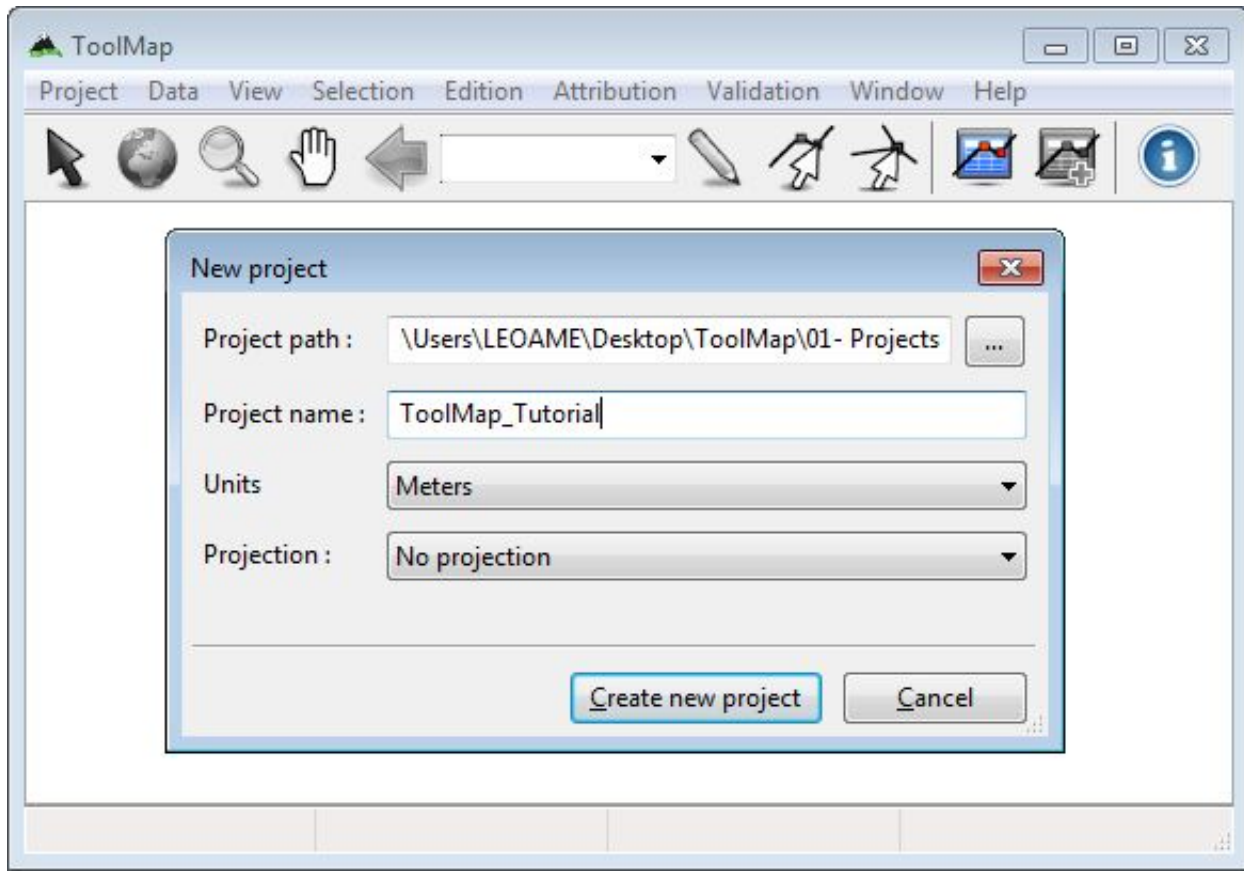 ToolMap
Project Data View Selection Edition Attribution Validation Window Help
New project
Project path : \Users\LEOAME\Desktop\ToolMap\01- Projects ...
Project name : ToolMap_Tutorial
Units Meters
Projection : No projection
Create new project Cancel